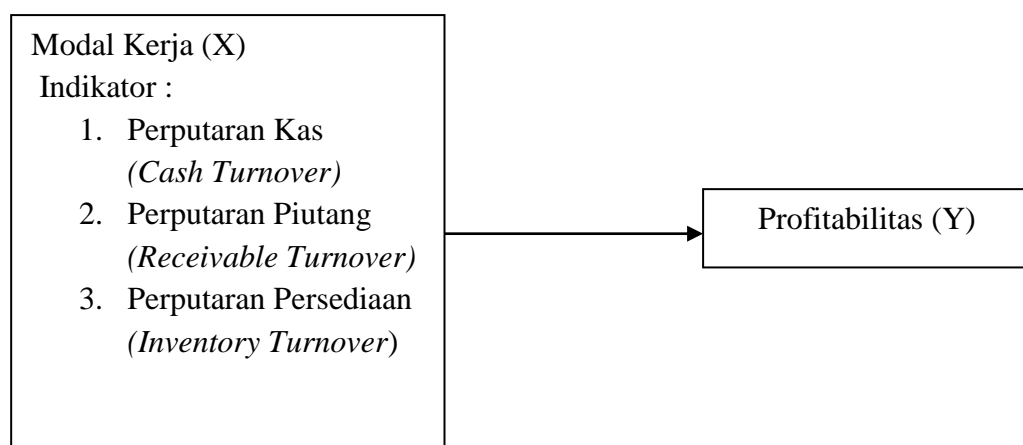 Modal Kerja (X)
Indikator :
1. Perputaran Kas
(Cash Turnover)
2. Perputaran Piutang
(Receivable Turnover)
3. Perputaran Persediaan
(Inventory Turnover)
Profitabilitas (Y)